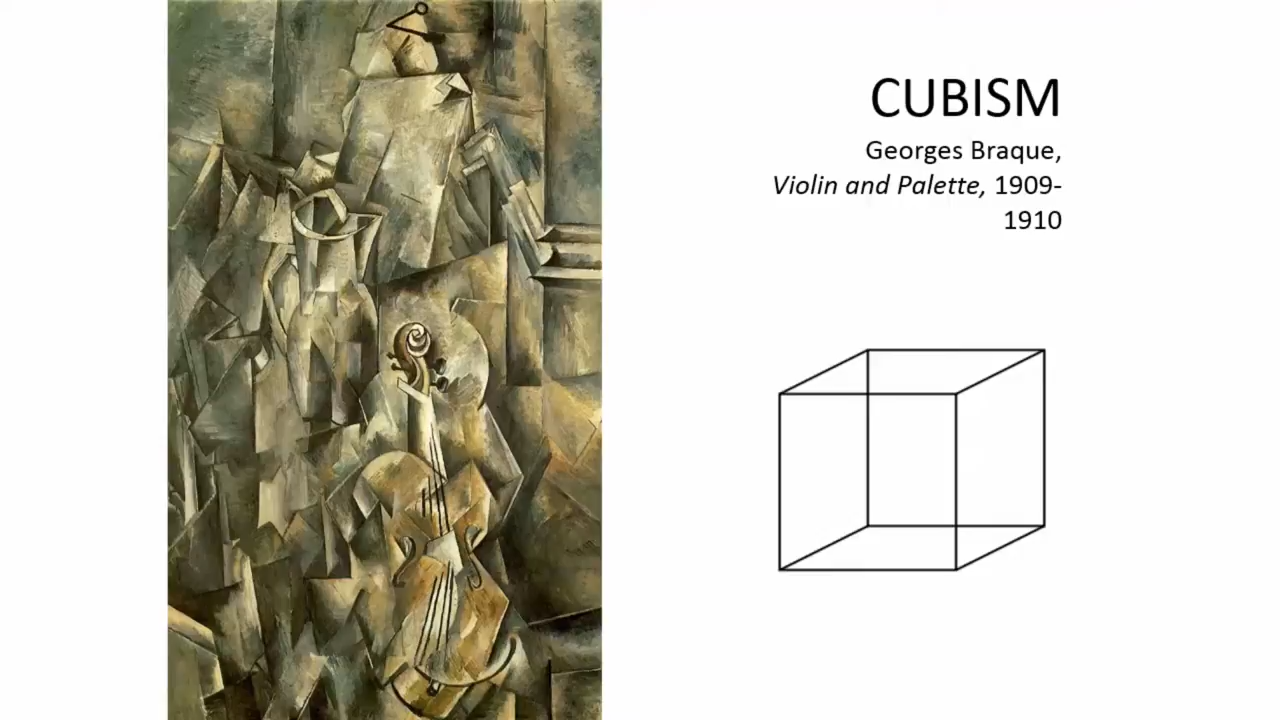 CUBISM
Georges Braque,
Violin and Palette, 1909-
1910